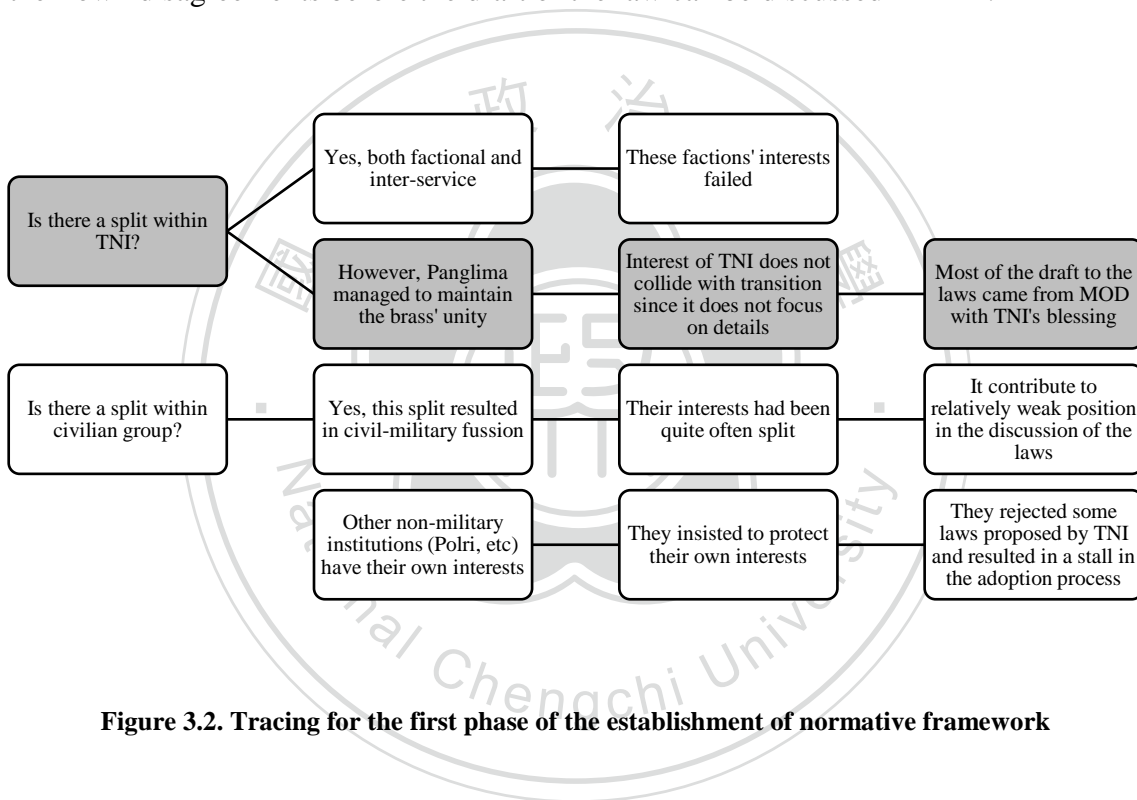 Yes, both factional and
inter-service
These factions' interests
failed
Is there a split within
TNI?
However, Panglima
managed to maintain
the brass' unity
Interest of TNI does not
collide with transition
since it does not focus
on details
Most of the draft to the
laws came from MOD
with TNI's blessing
Is there a split within
civilian group?
Yes, this split resulted
in civil-military fussion
Their interests had been
quite often split
It contribute to
relatively weak position
in the discussion of the
laws
Other non-military
institutions (Polri, etc)
have their own interests
They insisted to protect
their own interests
They rejected some
laws proposed by TNI
and resulted in a stall in
the adoption process
政 治
National Chengchi University
Figure 3.2. Tracing for the first phase of the establishment of normative framework